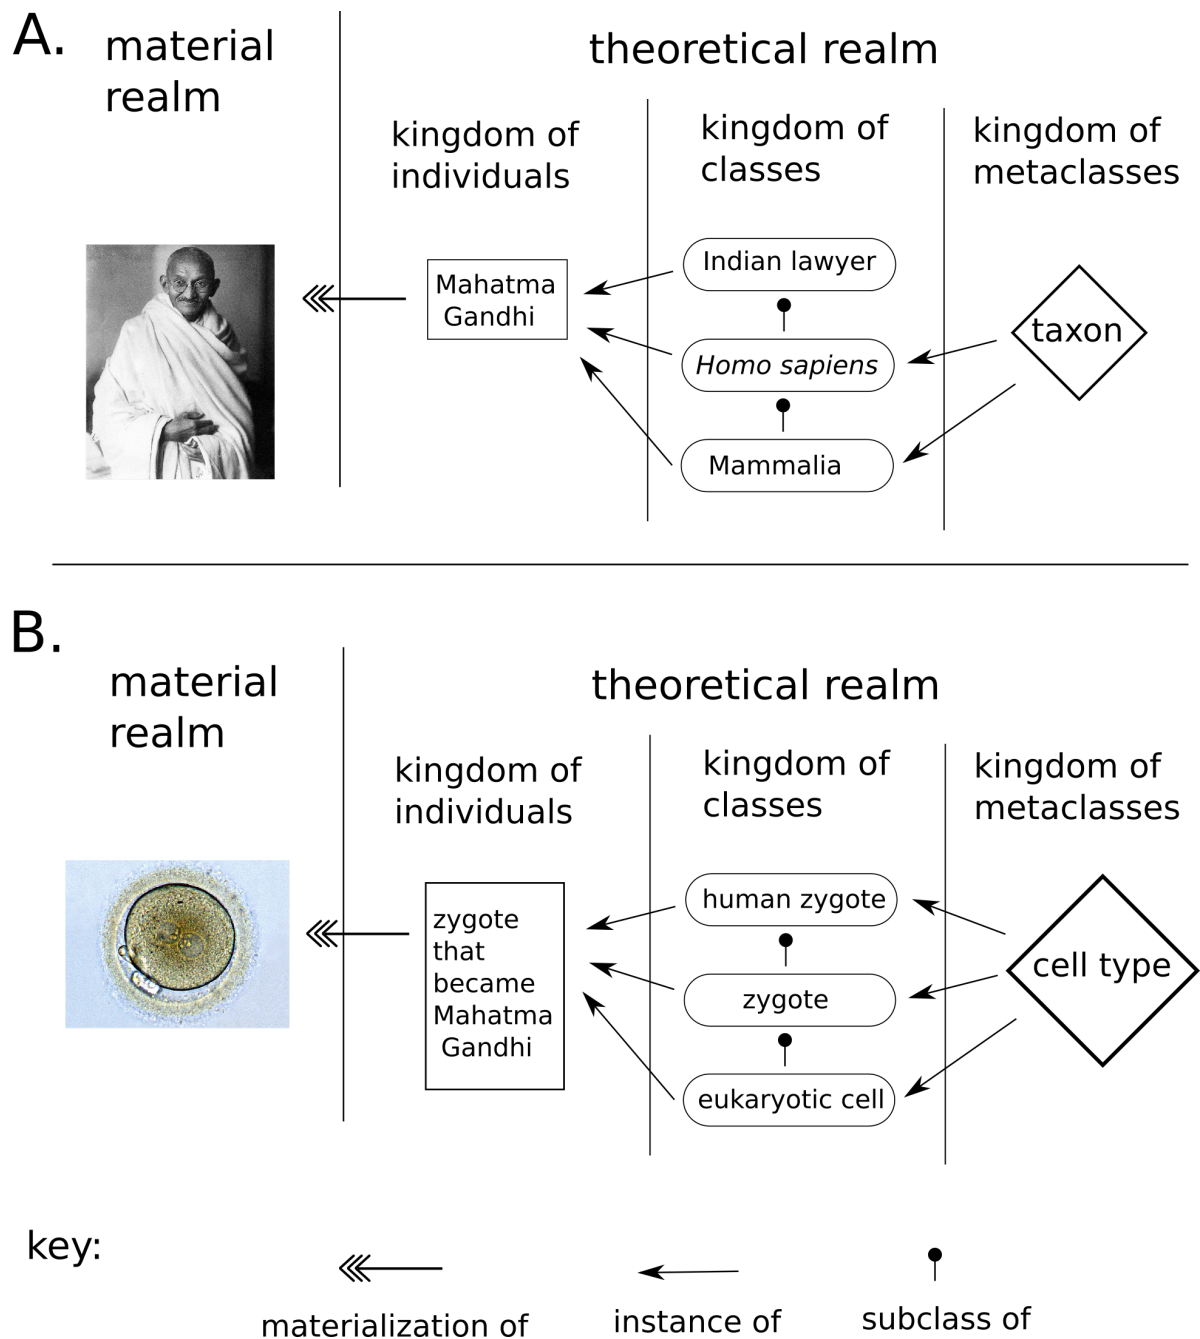 A.
material
realm
theoretical realm
kingdom of
individuals
kingdom of
classes
kingdom of
metaclasses
Mahatma
Gandhi
Indian lawyer
Homo sapiens
Mammalia
taxon
B.
material
realm
theoretical realm
kingdom of
individuals
kingdom of
classes
kingdom of
metaclasses
zygote
that
became
Mahatma
Gandhi
human zygote
zygote
eukaryotic cell
cell type
key:
materialization of
instance of
subclass of